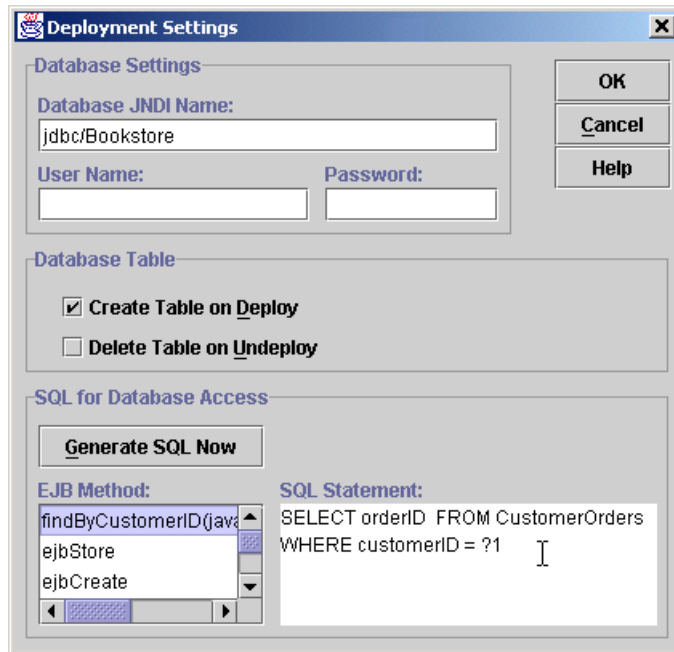 Deployment Settings
Database Settings
OK
Database JNDI Name:
jdbc/Bookstore
Cancel
User Name: Password:
Help
Database Table
Create Table on Deploy
Delete Table on Undeploy
SQL for Database Access
Generate SQL Now
EJB Method: SQL Statement:
findByCustomerID(java SELECT orderID FROM CustomerOrders
ejbStore WHERE customerID = ?1
ejbCreate